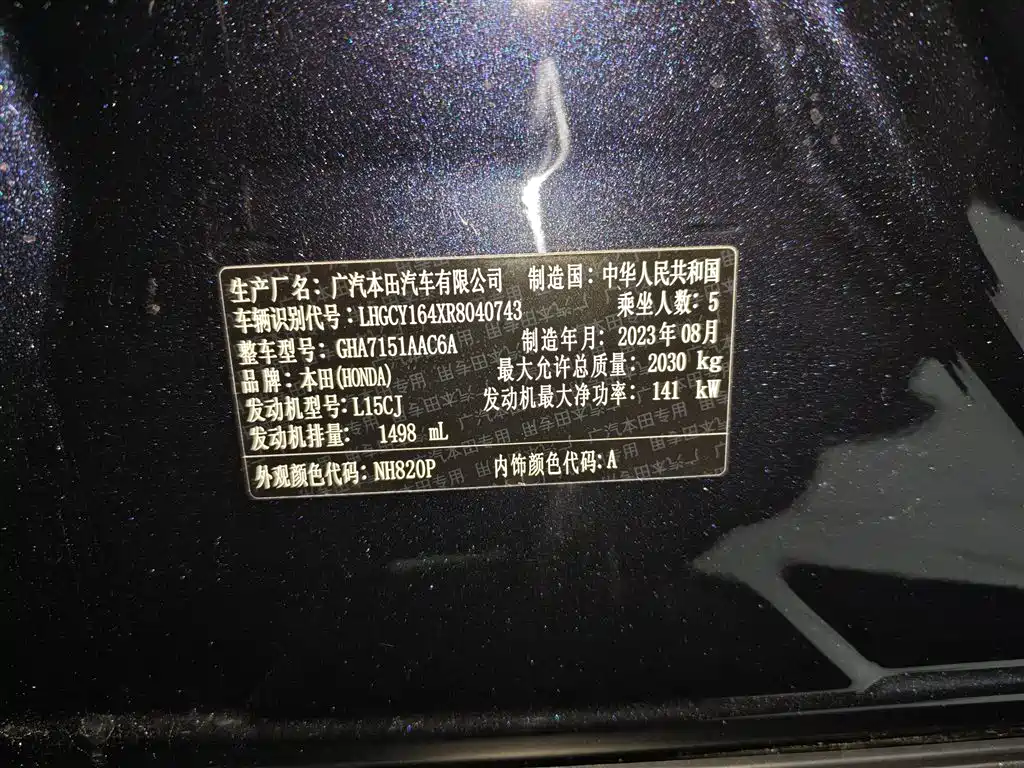 生产厂名：广汽本田汽车有限公司 制造国：中华人民共和国
车辆识别代号：LHGCY164XR8040743 乘坐人数：5
整车型号：GHA7151AAC6A 制造年月：2023年08月
品牌：本田(HONDA) 最大允许总质量：2030 kg
发动机型号:L15CJ 发动机最大净功率：141 kW
发动机排量： 1498 mL
外观颜色代码：NH820P 内饰颜色代码:A